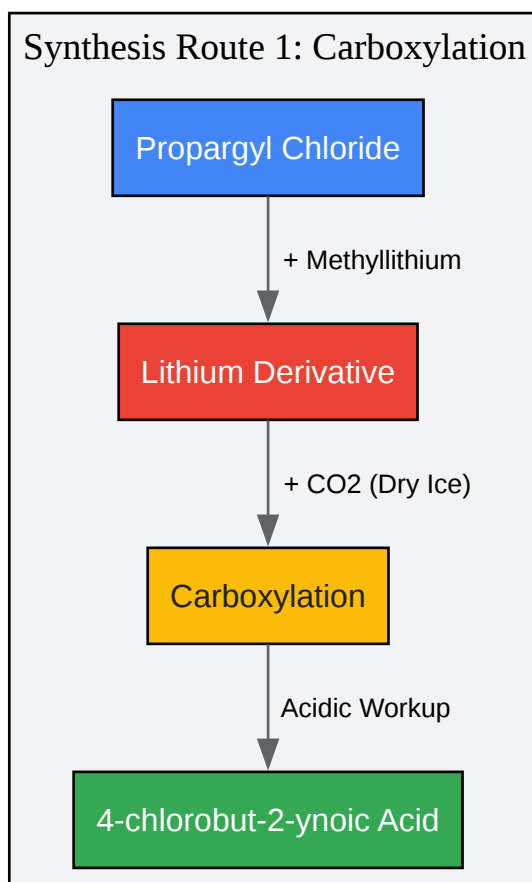 Synthesis Route 1: Carboxylation
Propargyl Chloride
+ Methyllithium
Lithium Derivative
+ CO2 (Dry Ice)
Carboxylation
Acidic Workup
4-chlorobut-2-ynoic Acid